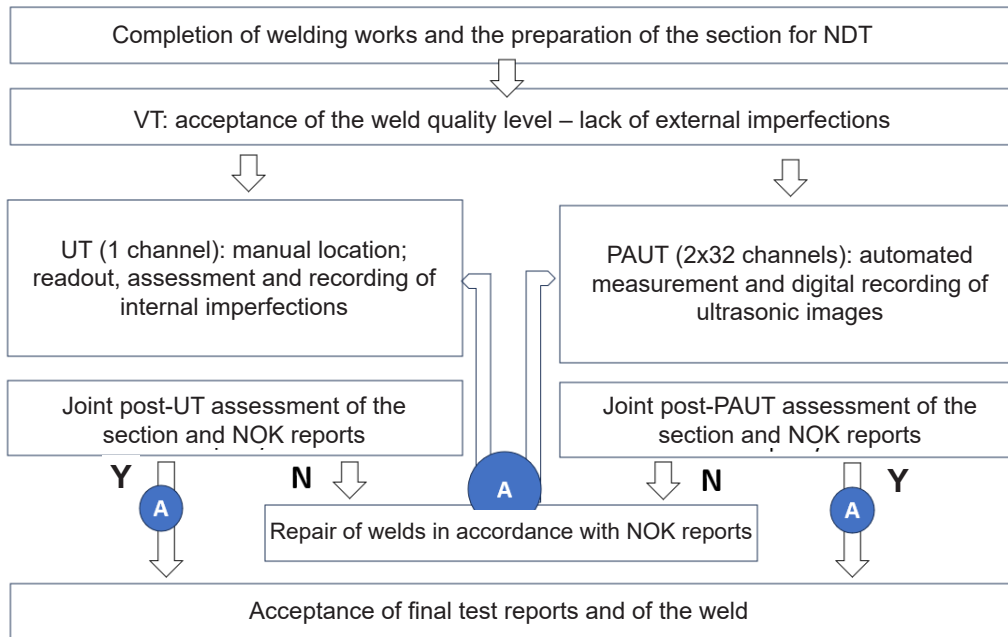 Completion of welding works and the preparation of the section for NDT
VT: acceptance of the weld quality level – lack of external imperfections
UT (1 channel): manual location;
readout, assessment and recording of
internal imperfections
PAUT (2x32 channels): automated
measurement and digital recording of
ultrasonic images
Joint post-UT assessment of the
section and NOK reports
Joint post-PAUT assessment of the
section and NOK reports
Y
N
N
Y
A
A
A
Repair of welds in accordance with NOK reports
Acceptance of final test reports and of the weld